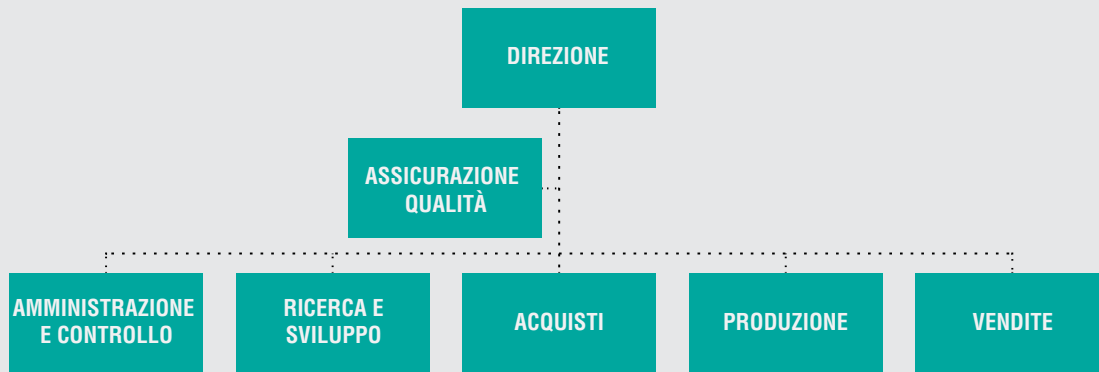 DIREZIONE
ASSICURAZIONE
QUALITÀ
AMMINISTRAZIONE
E CONTROLLO
RICERCA E
SVILUPPO
ACQUISTI
PRODUZIONE
VENDITE